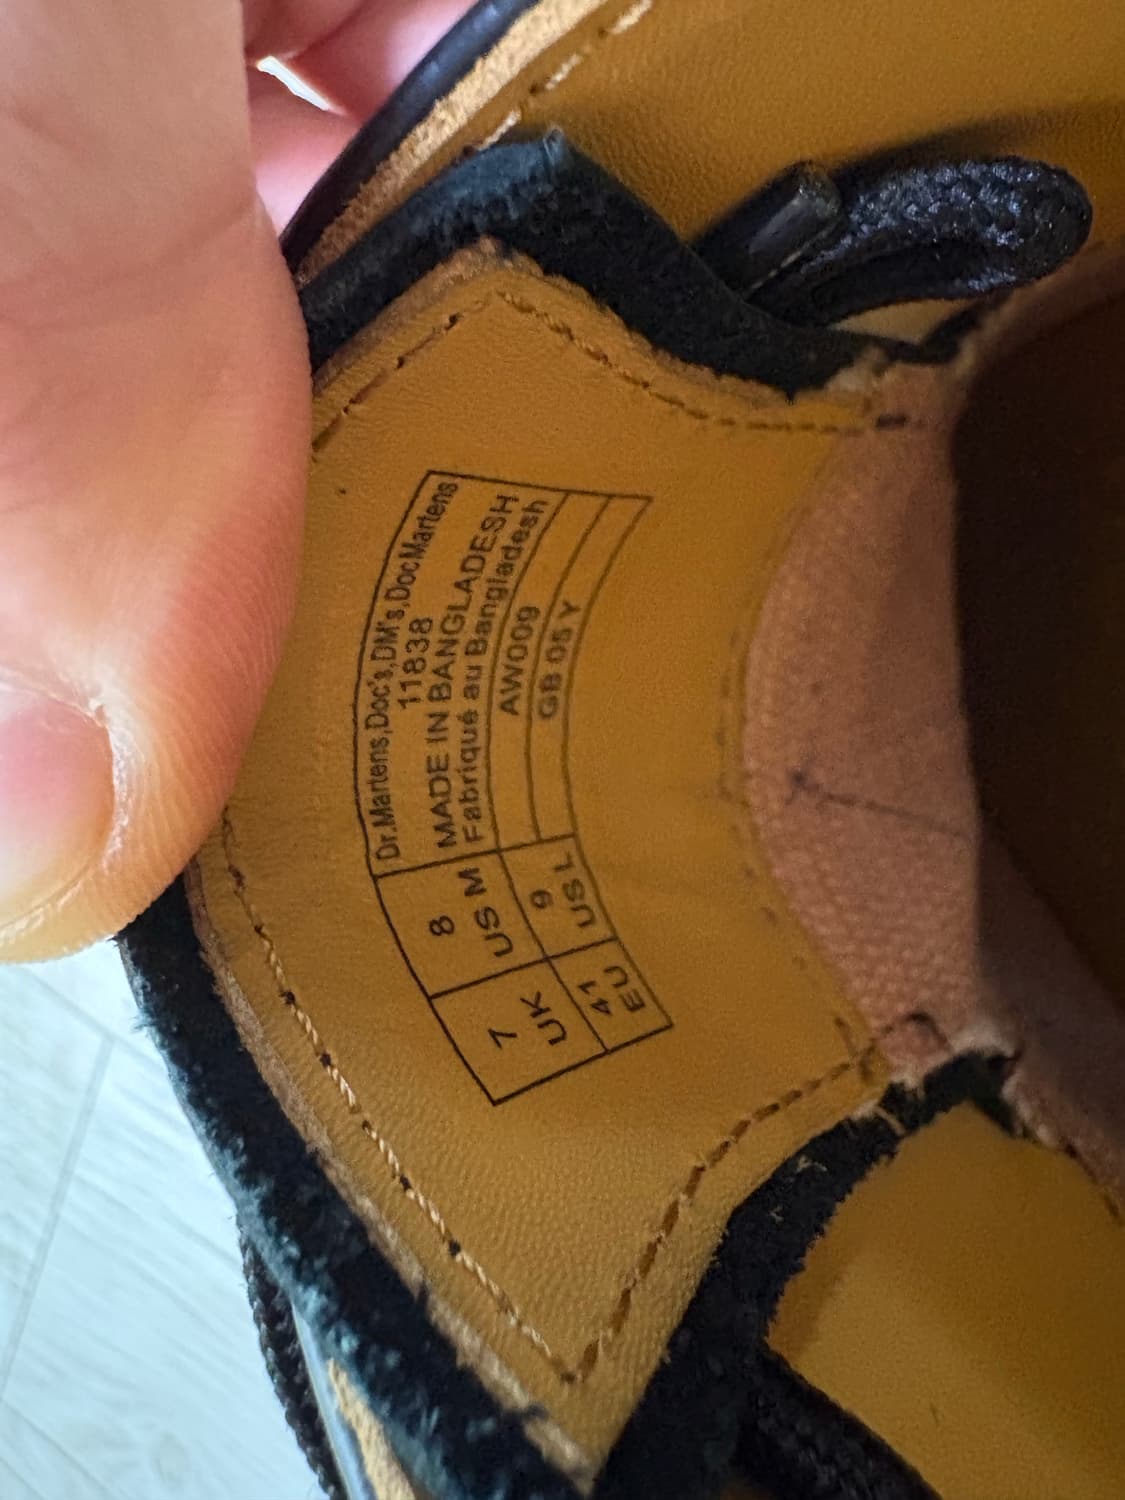 Dr.Martens,Doc's,DM's,DocMartens
11838
MADE IN BANGLADESH
Fabriqué au Bangladesh
AW009
GB 05 Y
8
US M
9
US L
7
UK
41
EU